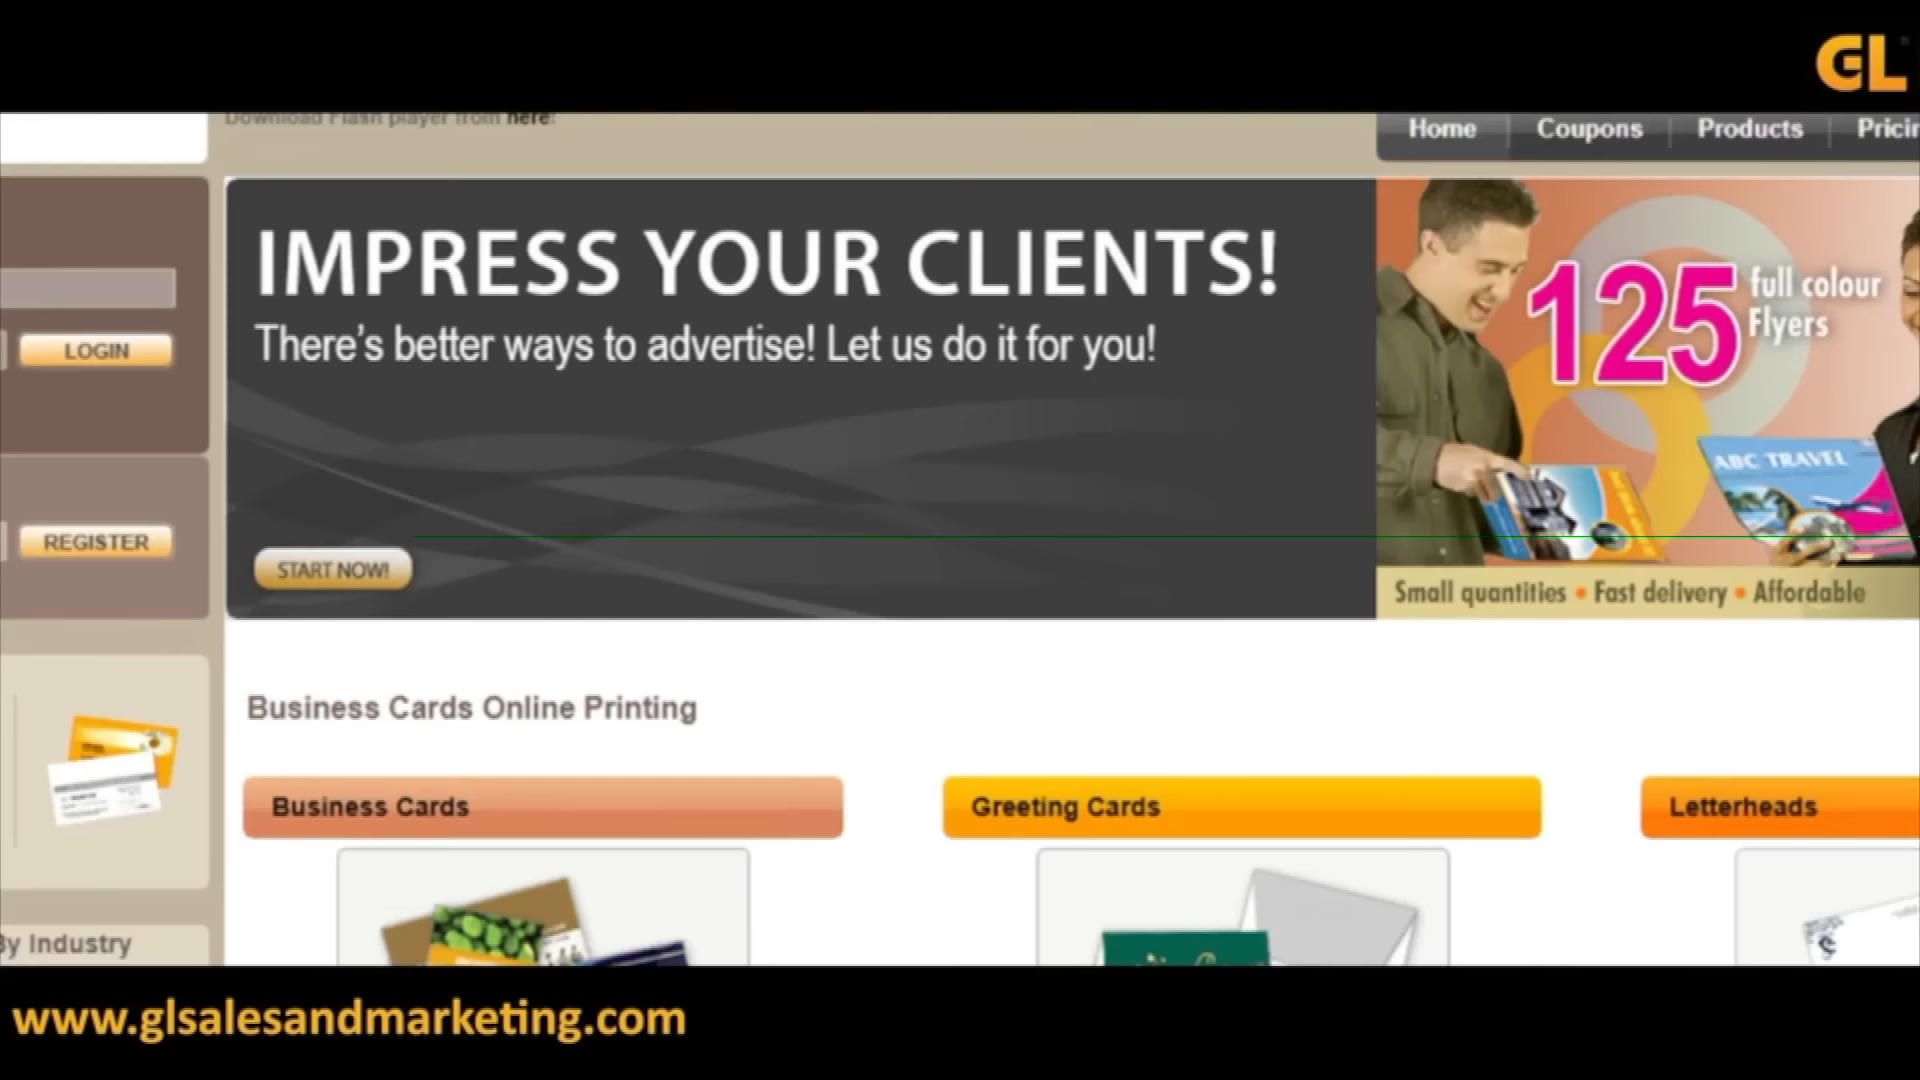 GL
Download Flash player from here!
Home
Coupons
Products
IMPRESS YOUR CLIENTS!
There's better ways to advertise! Let us do it for you!
125 full colour
Flyers
LOGIN
ABC TRAVEL
REGISTER
START NOW!
Small quantities • Fast delivery • Affordable
Business Cards Online Printing
Business Cards
Greeting Cards
Letterheads
By Industry
www.glsalesandmarketing.com